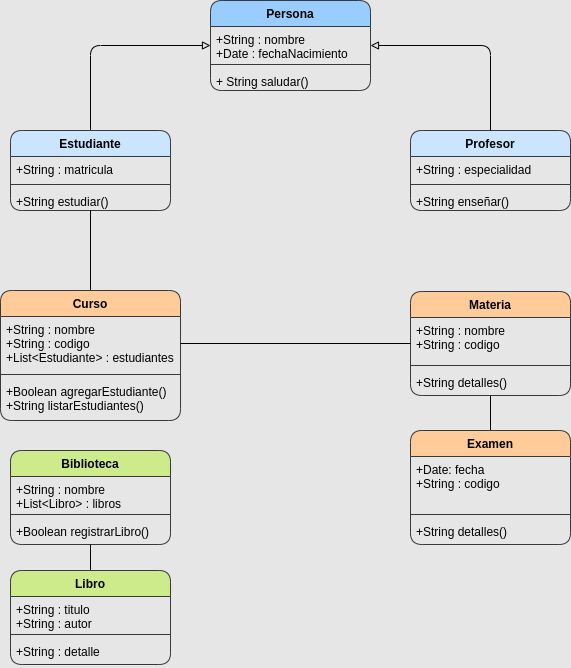 Persona
+String : nombre
+Date : fechaNacimiento
+ String saludar()
Estudiante
+String : matricula
+String estudiar()
Profesor
+String : especialidad
+String enseñar()
Curso
+String : nombre
+String : codigo
+List<Estudiante> : estudiantes
+Boolean agregarEstudiante()
+String listarEstudiantes()
Materia
+String : nombre
+String : codigo
+String : detalles()
Examen
+Date: fecha
+String : codigo
+String : detalles()
Biblioteca
+String : nombre
+List<Libro> : libros
+Boolean registrarLibro()
Libro
+String : titulo
+String : autor
+String : detalle